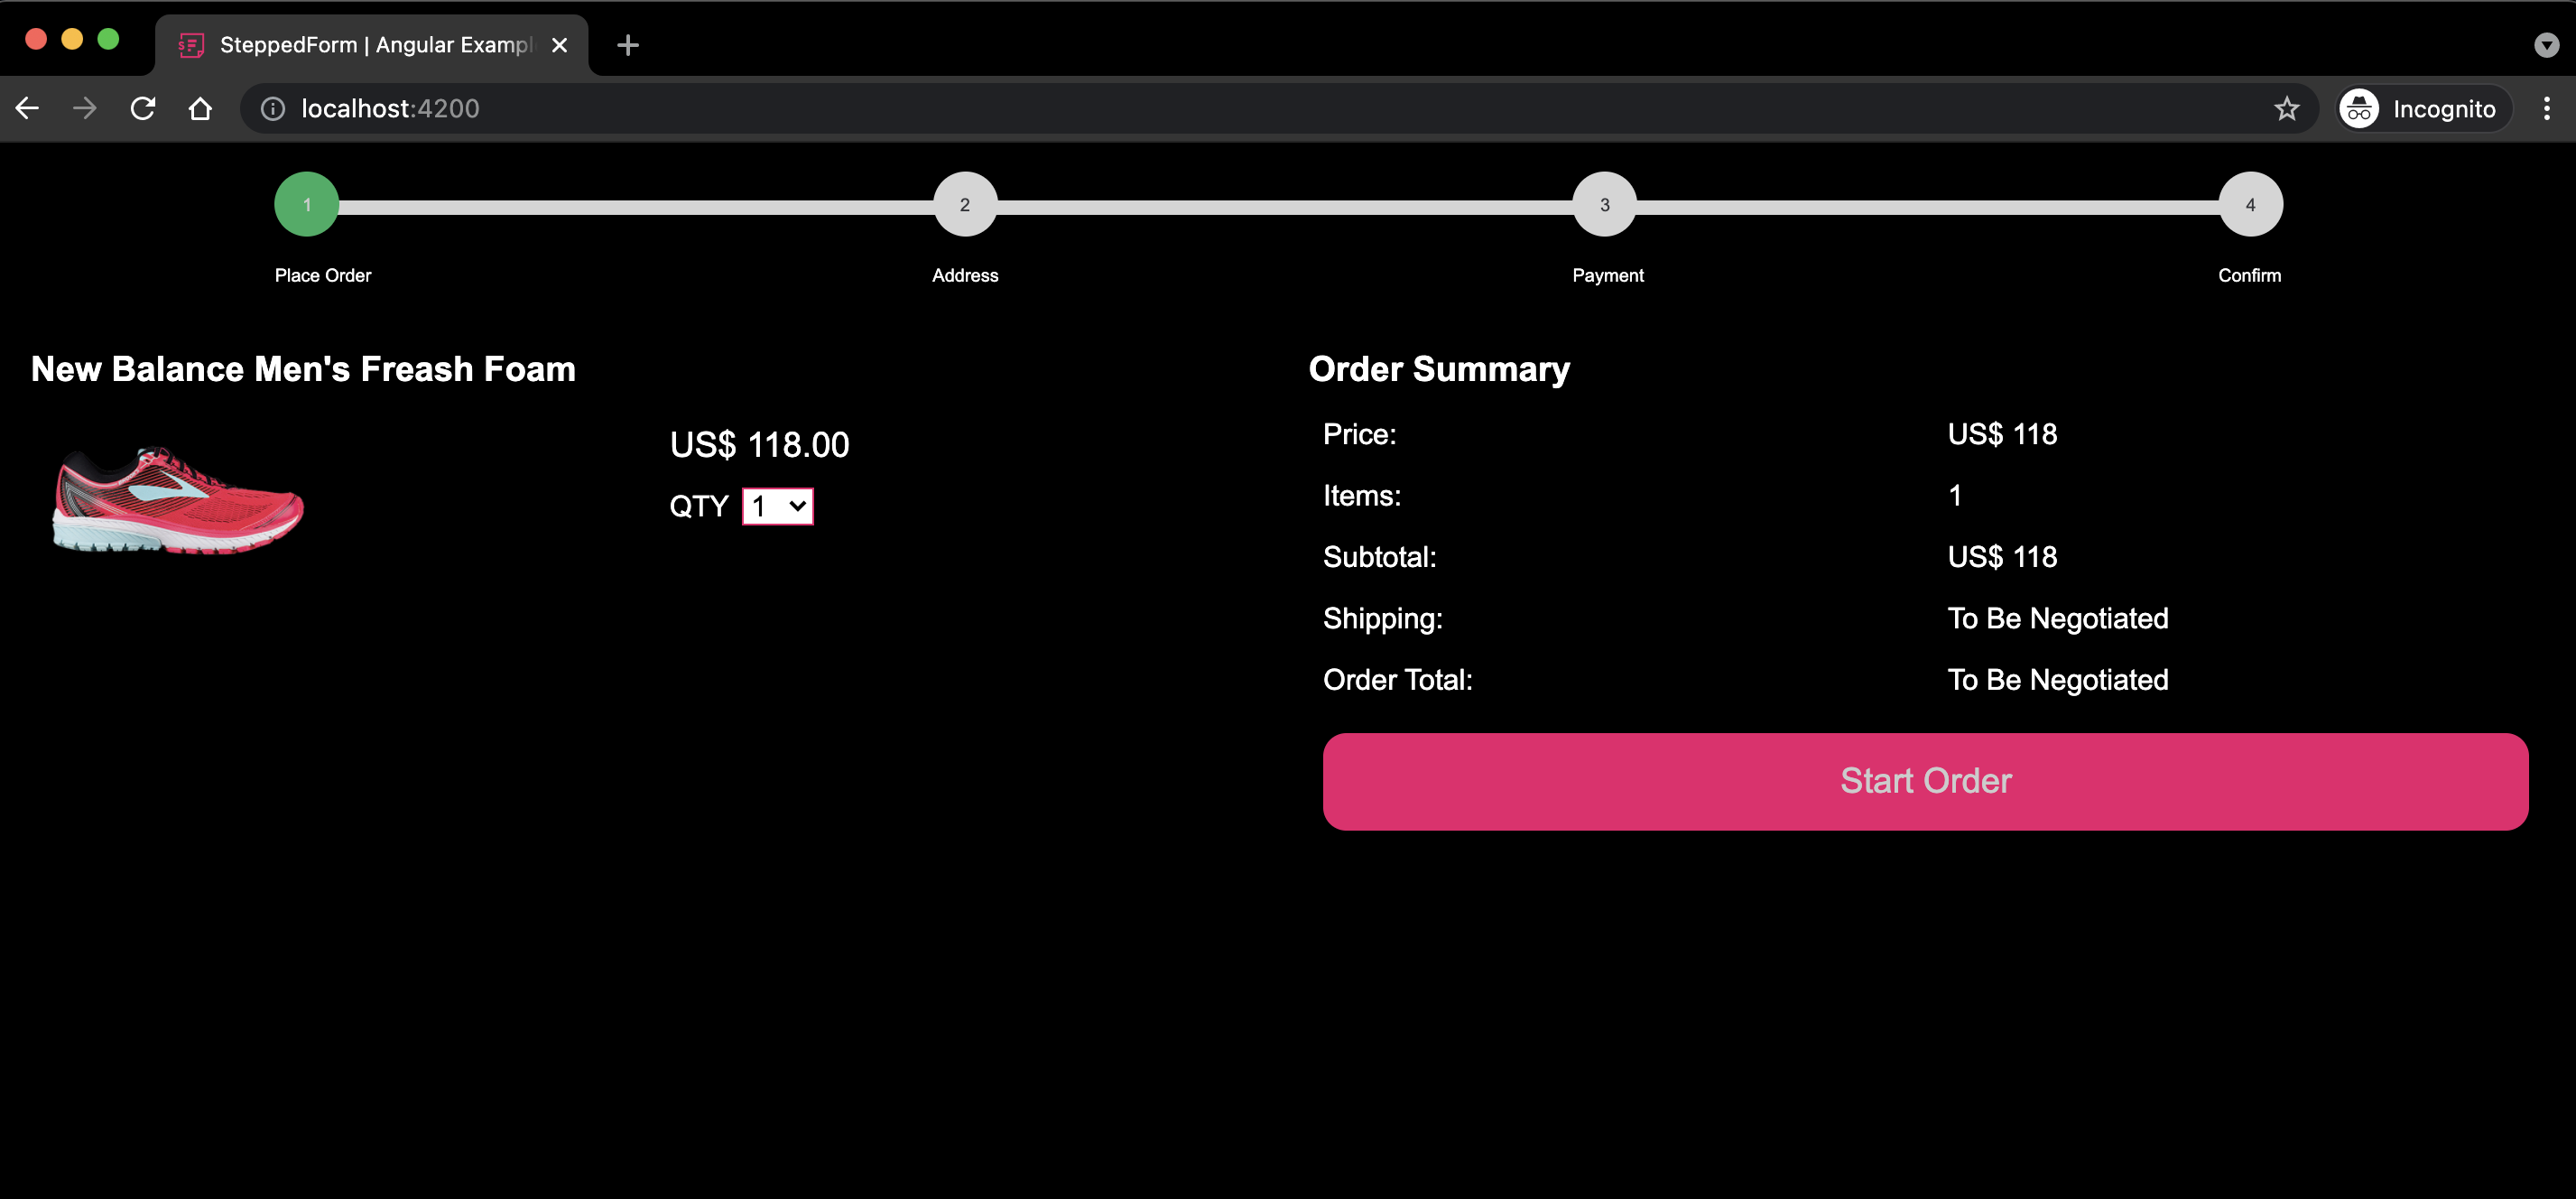 SteppedForm | Angular Exampl
localhost:4200
Incognito
1
2
3
4
Place Order
Address
Payment
Confirm
New Balance Men's Freash Foam
US$ 118.00
QTY 1
Order Summary
Price: US$ 118
Items: 1
Subtotal: US$ 118
Shipping: To Be Negotiated
Order Total: To Be Negotiated
Start Order